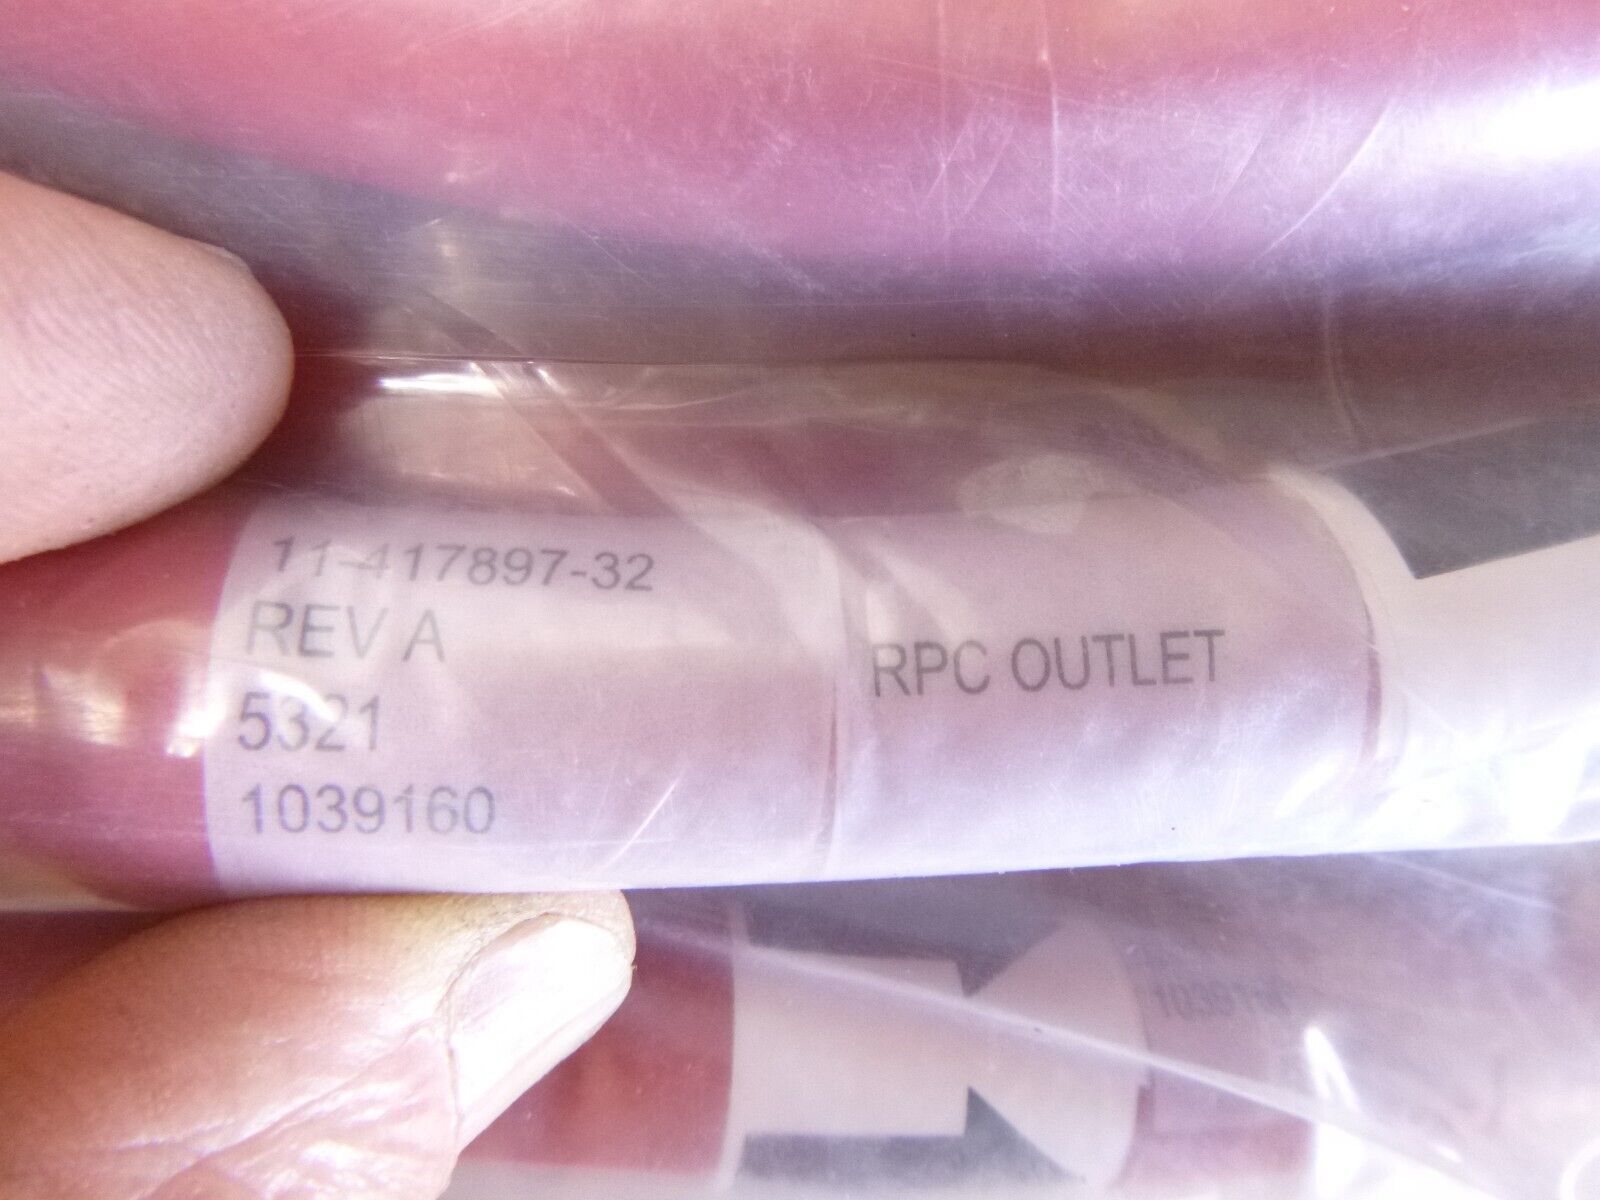 11-417897-32
REV A
5321
1039160
RPC OUTLET